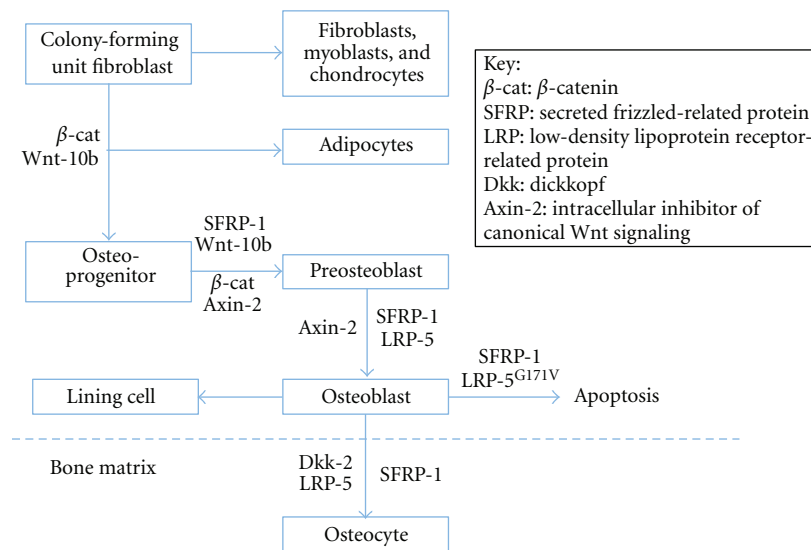 Colony-forming
unit fibroblast
Fibroblasts,
myoblasts, and
chondrocytes
Key:
β-cat: β-catenin
SFRP: secreted frizzled-related protein
LRP: low-density lipoprotein receptor-
related protein
Dkk: dickkopf
Axin-2: intracellular inhibitor of
canonical Wnt signaling
β-cat
Wnt-10b
Adipocytes
Osteo-
progenitor
SFRP-1
Wnt-10b
β-cat
Axin-2
Preosteoblast
Axin-2
SFRP-1
LRP-5
Lining cell
Osteoblast
SFRP-1
LRP-5G171V
Apoptosis
Bone matrix
Dkk-2
LRP-5
SFRP-1
Osteocyte